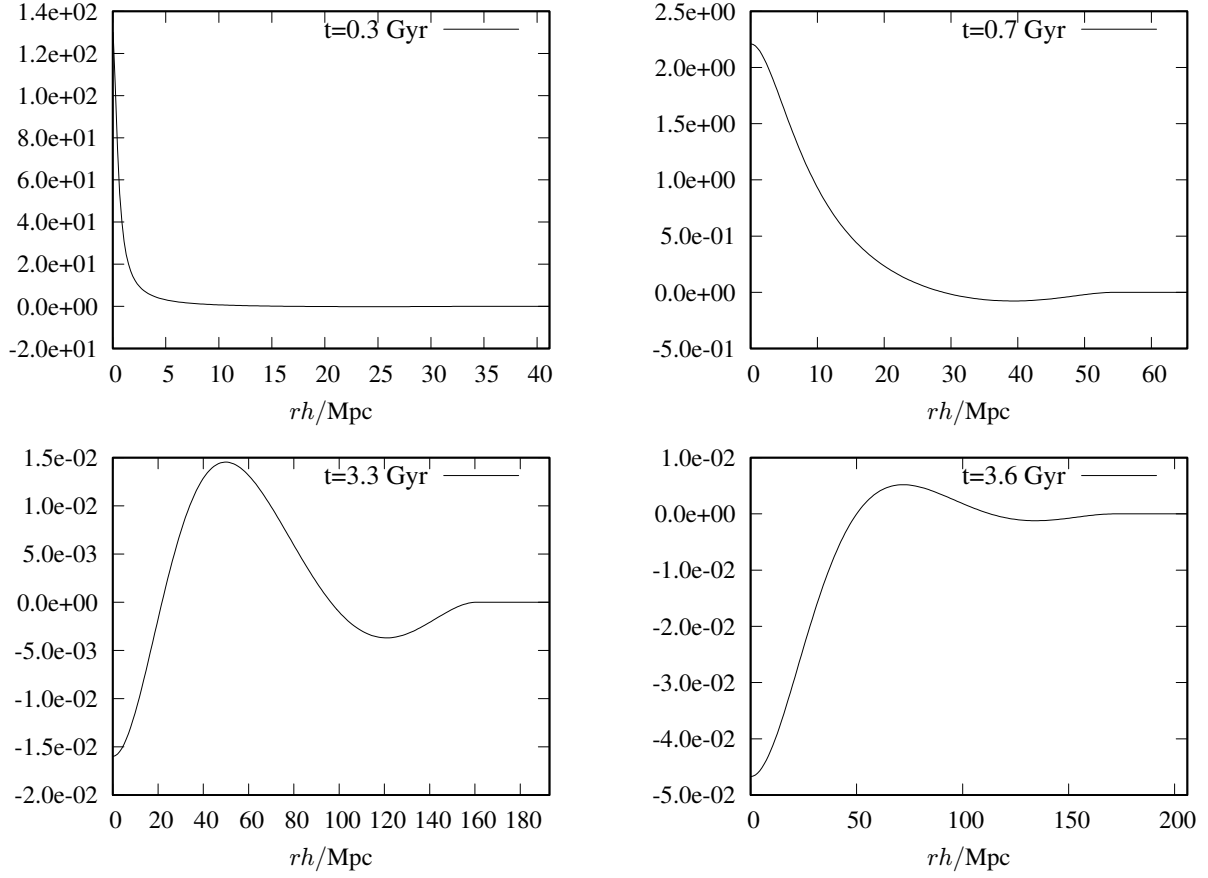 1.4e+02
1.2e+02
1.0e+02
8.0e+01
6.0e+01
4.0e+01
2.0e+01
0.0e+00
-2.0e+01
t=0.3 Gyr
0 5 10 15 20 25 30 35 40
rh/Mpc
2.5e+00
2.0e+00
1.5e+00
1.0e+00
5.0e-01
0.0e+00
-5.0e-01
t=0.7 Gyr
0 10 20 30 40 50 60
rh/Mpc
1.5e-02
1.0e-02
5.0e-03
0.0e+00
-5.0e-03
-1.0e-02
-1.5e-02
-2.0e-02
t=3.3 Gyr
0 20 40 60 80 100 120 140 160 180
rh/Mpc
1.0e-02
0.0e+00
-1.0e-02
-2.0e-02
-3.0e-02
-4.0e-02
-5.0e-02
t=3.6 Gyr
0 50 100 150 200
rh/Mpc